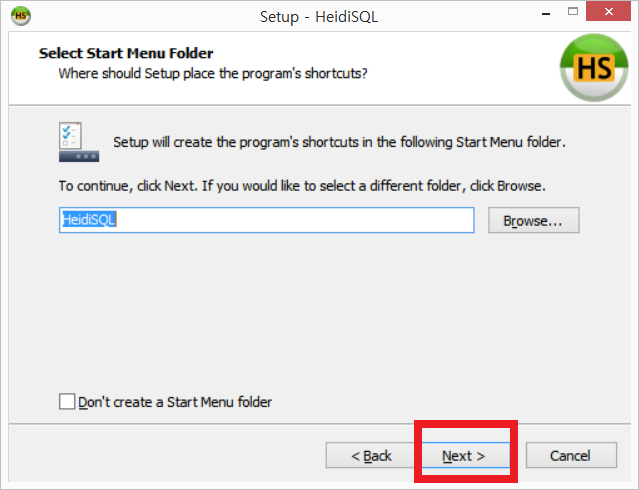 HS
Setup - HeidiSQL
Select Start Menu Folder
Where should Setup place the program's shortcuts?
HS
Setup will create the program's shortcuts in the following Start Menu folder.
To continue, click Next. If you would like to select a different folder, click Browse.
HeidiSQL
Browse...
Don't create a Start Menu folder
< Back
Next >
Cancel